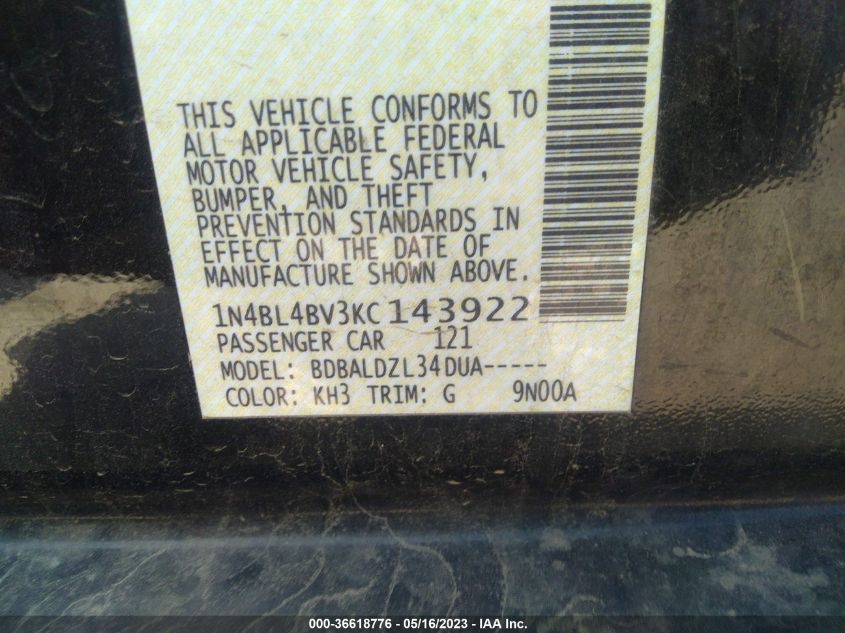 THIS VEHICLE CONFORMS TO
ALL APPLICABLE FEDERAL
MOTOR VEHICLE SAFETY,
BUMPER, AND THEFT
PREVENTION STANDARDS IN
EFFECT ON THE DATE OF
MANUFACTURE SHOWN ABOVE.
1N4BL4BV3KC143922
PASSENGER CAR 121
MODEL: BDBALDZL34DUA-----
COLOR: KH3 TRIM: G 9N00A
000-36618776 - 05/16/2023 - IAA Inc.